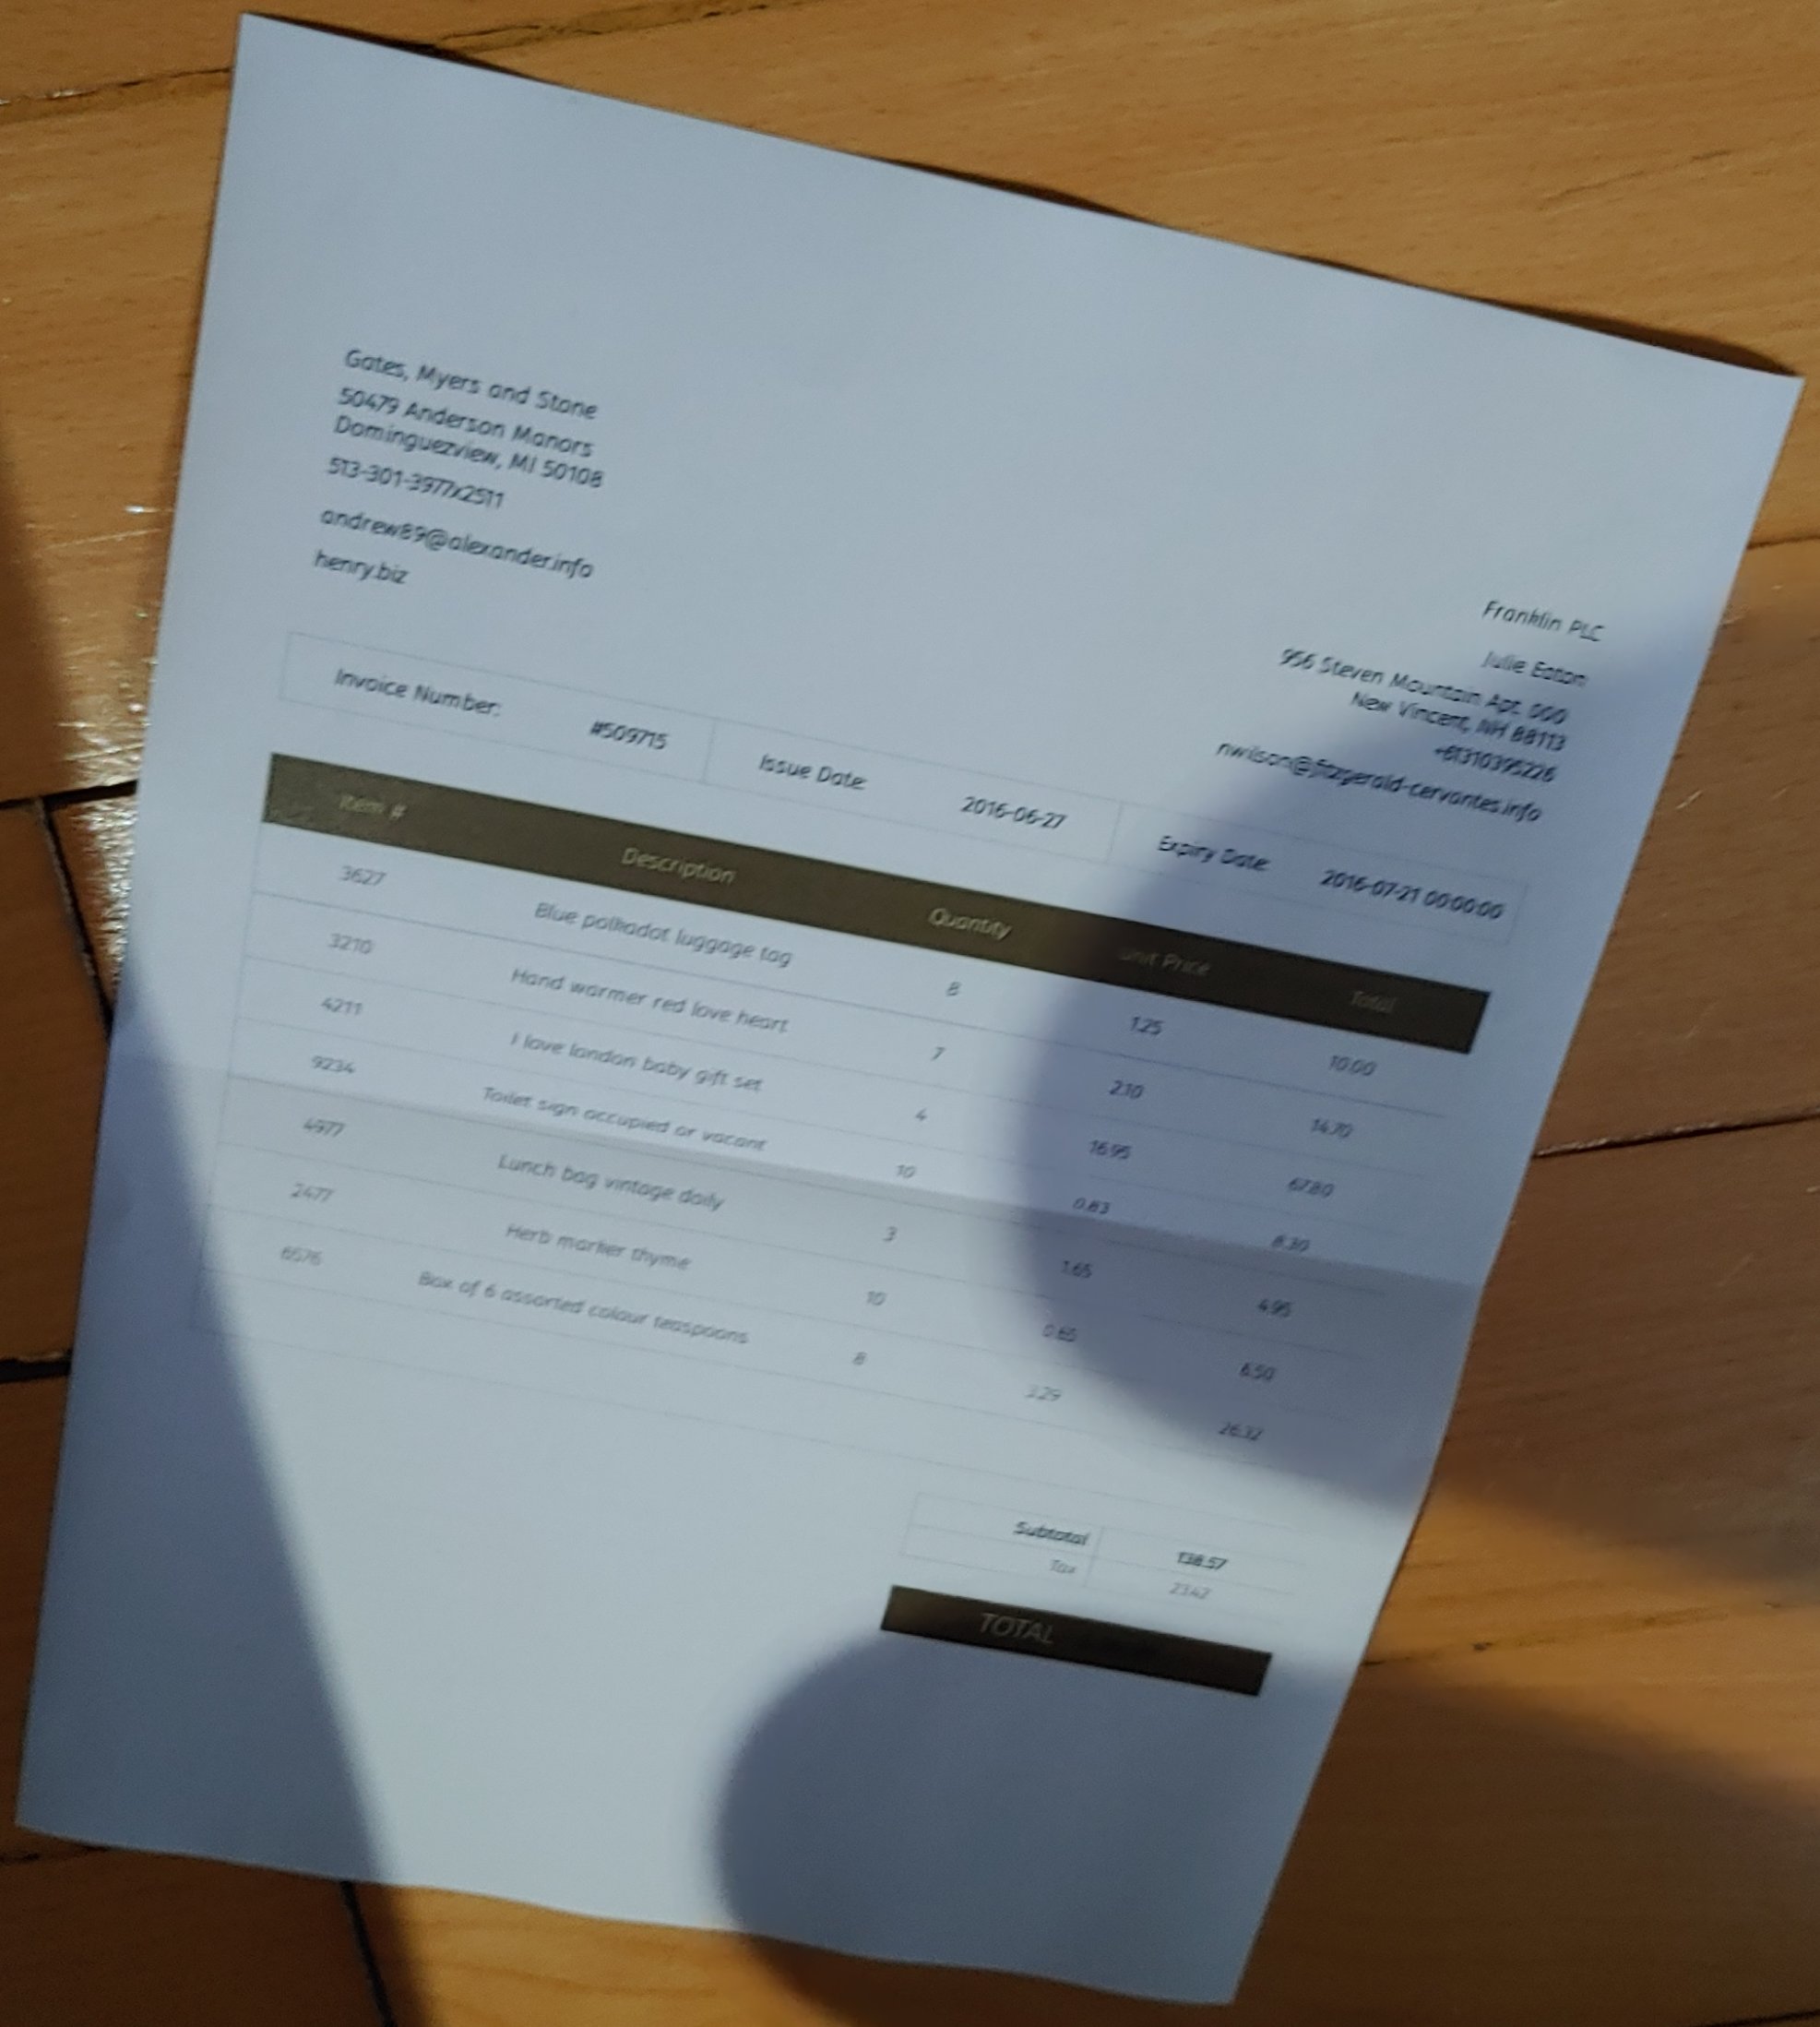 Gates, Myers and Stone
50479 Anderson Manors
Dominguezview, MI 50108
513-301-3977x2511
andrew89@alexander.info
henry.biz
Franklin PLC
Julie Eaton
956 Steven Mountain Apt. 000
New Vincent, NH 88113
+61310395226
nwilson@fitzgerald-cervantes.info
Invoice Number: #509715 Issue Date: 2016-06-27 Expiry Date: 2016-07-21 00:00:00
Item # Description Quantity Unit Price Total
3627 Blue polkadot luggage tag 8 1.25 10.00
3210 Hand warmer red love heart 7 2.10 14.70
4211 I love london baby gift set 4 16.95 67.80
9234 Toilet sign occupied or vacant 10 0.83 8.30
4977 Lunch bag vintage daily 3 1.65 4.95
2477 Herb marker thyme 10 0.65 6.50
6576 Box of 6 assorted colour teaspoons 8 3.29 26.32
Subtotal 138.57
Tax 23.42
TOTAL